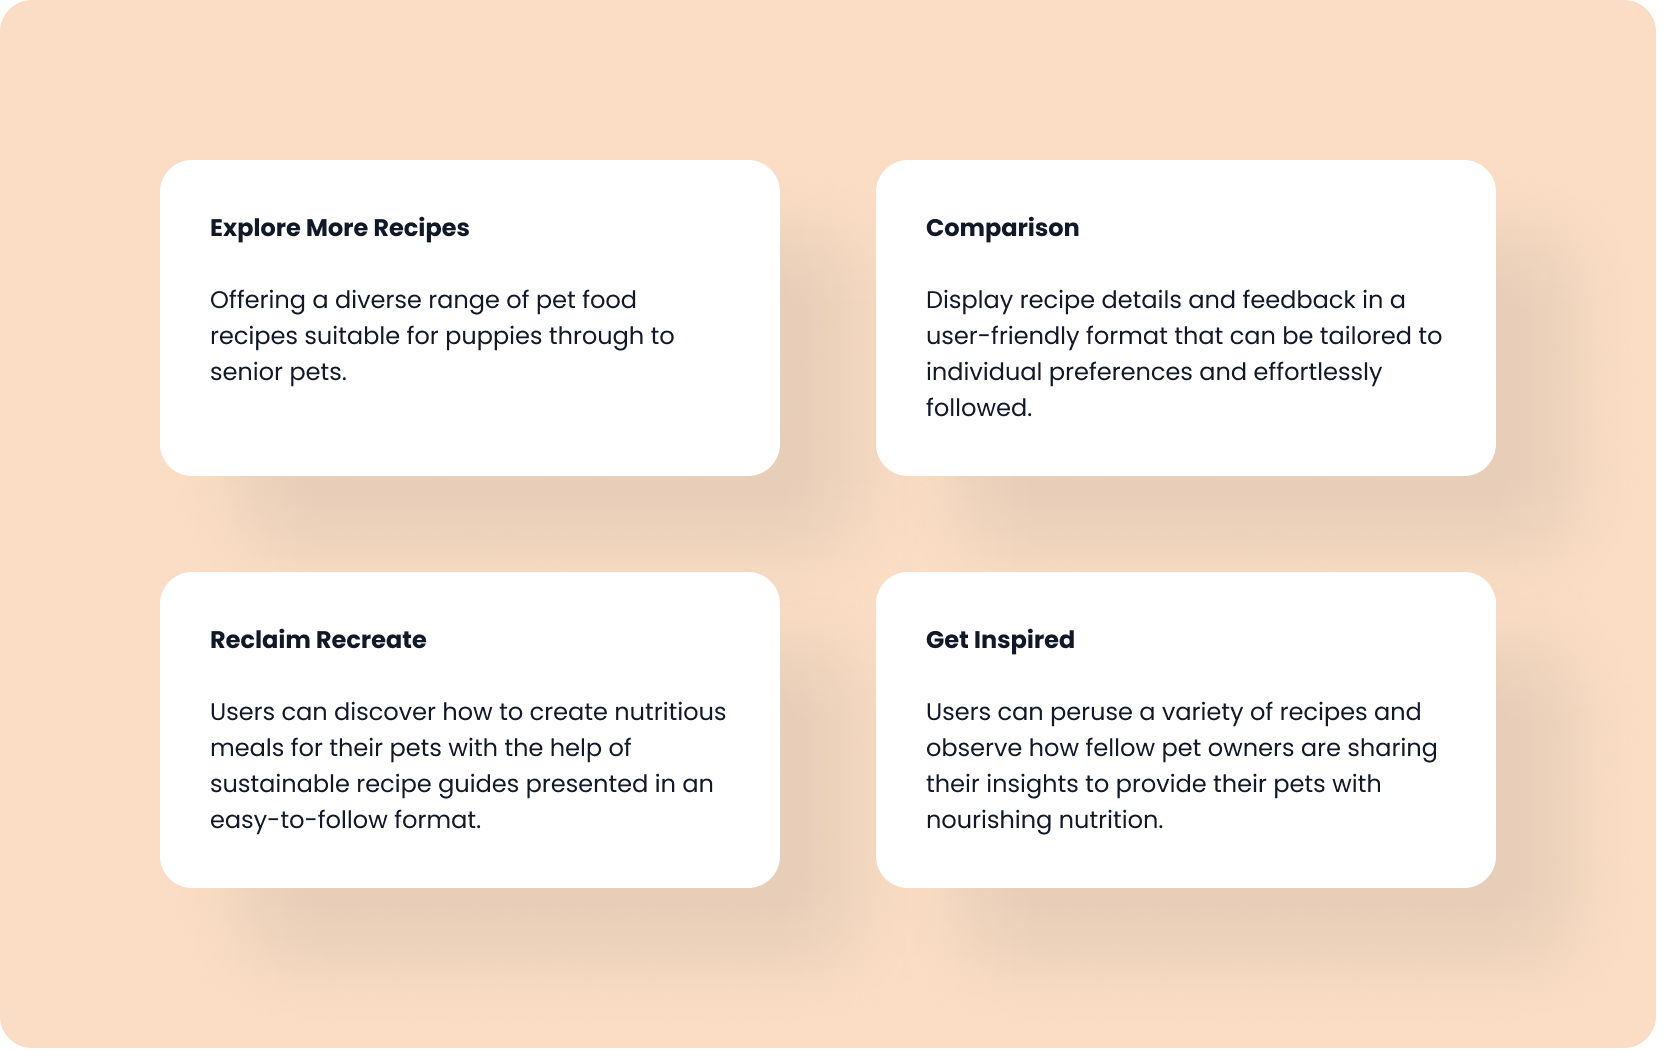 Explore More Recipes
Offering a diverse range of pet food
recipes suitable for puppies through to
senior pets.
Comparison
Display recipe details and feedback in a
user-friendly format that can be tailored to
individual preferences and effortlessly
followed.
Reclaim Recreate
Users can discover how to create nutritious
meals for their pets with the help of
sustainable recipe guides presented in an
easy-to-follow format.
Get Inspired
Users can peruse a variety of recipes and
observe how fellow pet owners are sharing
their insights to provide their pets with
nourishing nutrition.